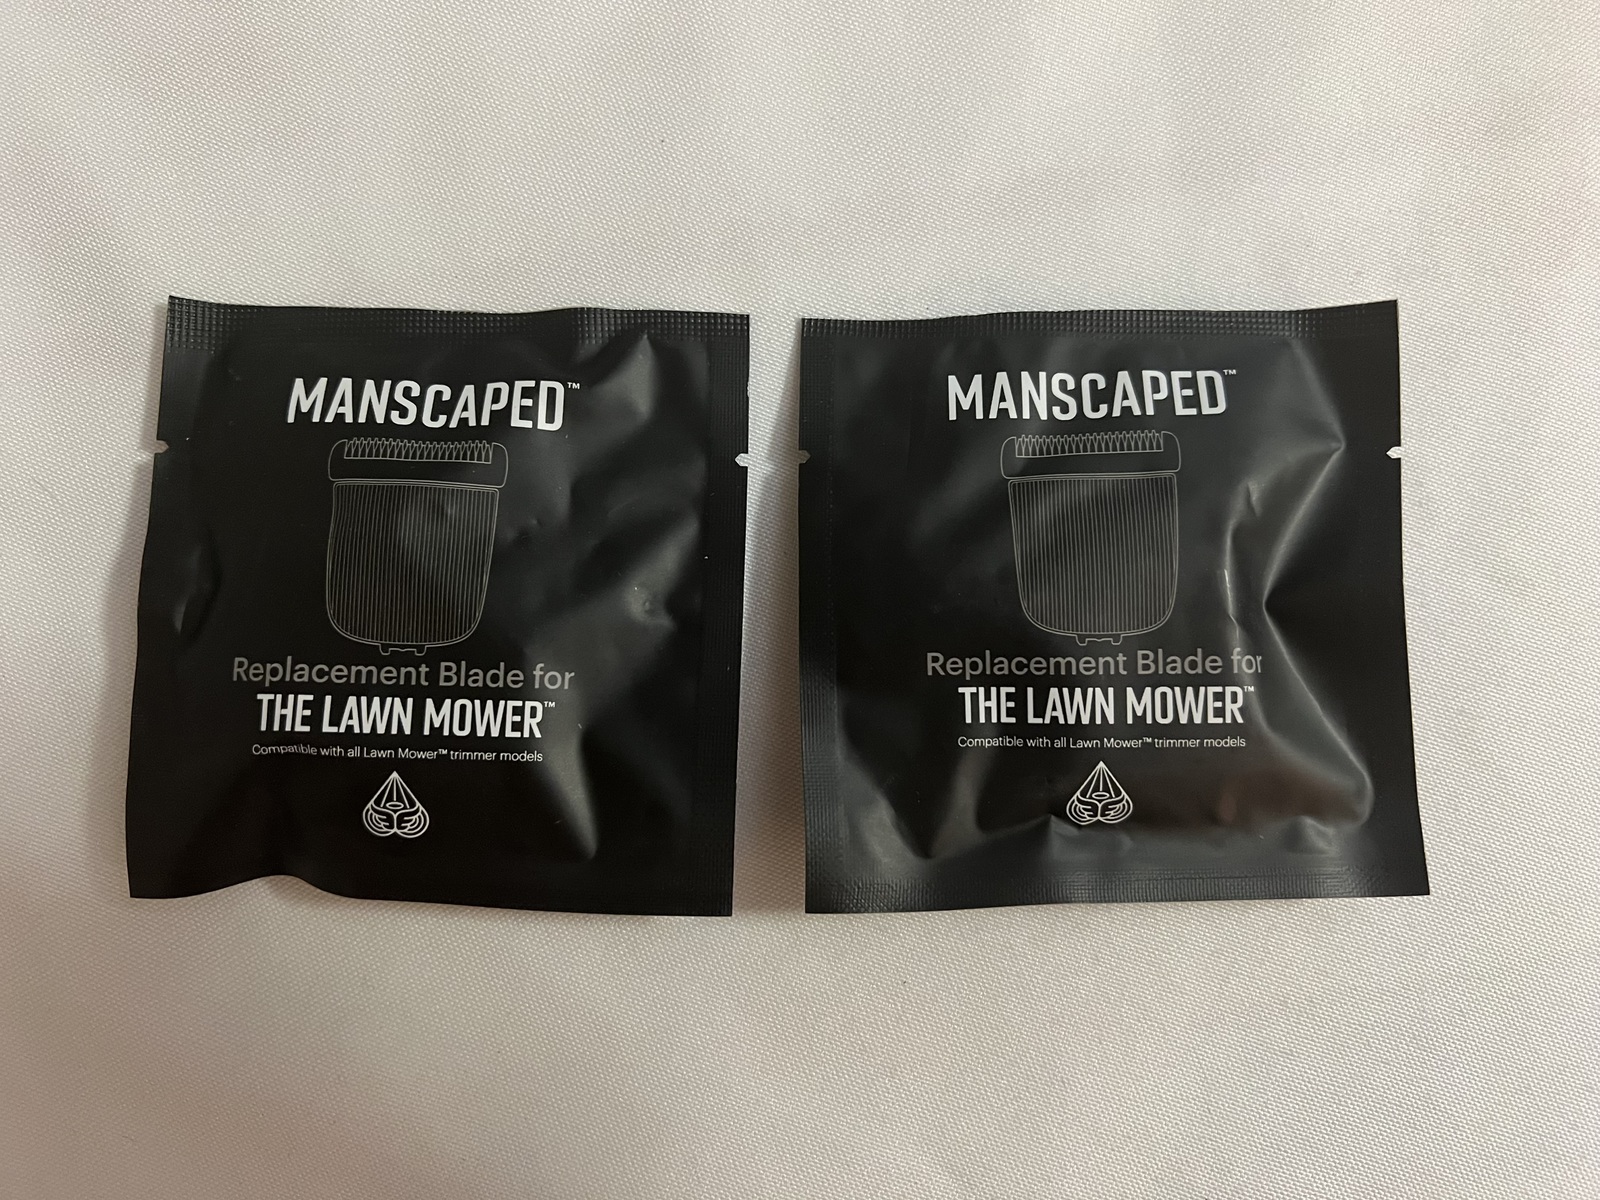 MANSCAPED™
Replacement Blade for
THE LAWN MOWER™
Compatible with all Lawn Mower™ trimmer models
MANSCAPED™
Replacement Blade for
THE LAWN MOWER™
Compatible with all Lawn Mower™ trimmer models